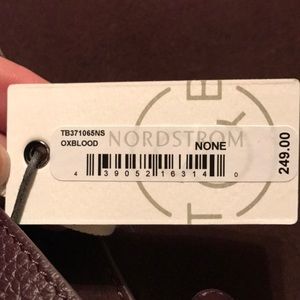 TB371065NS
OXBLOOD
NORDSTROM
NONE
4 39052 16314 0
249.00